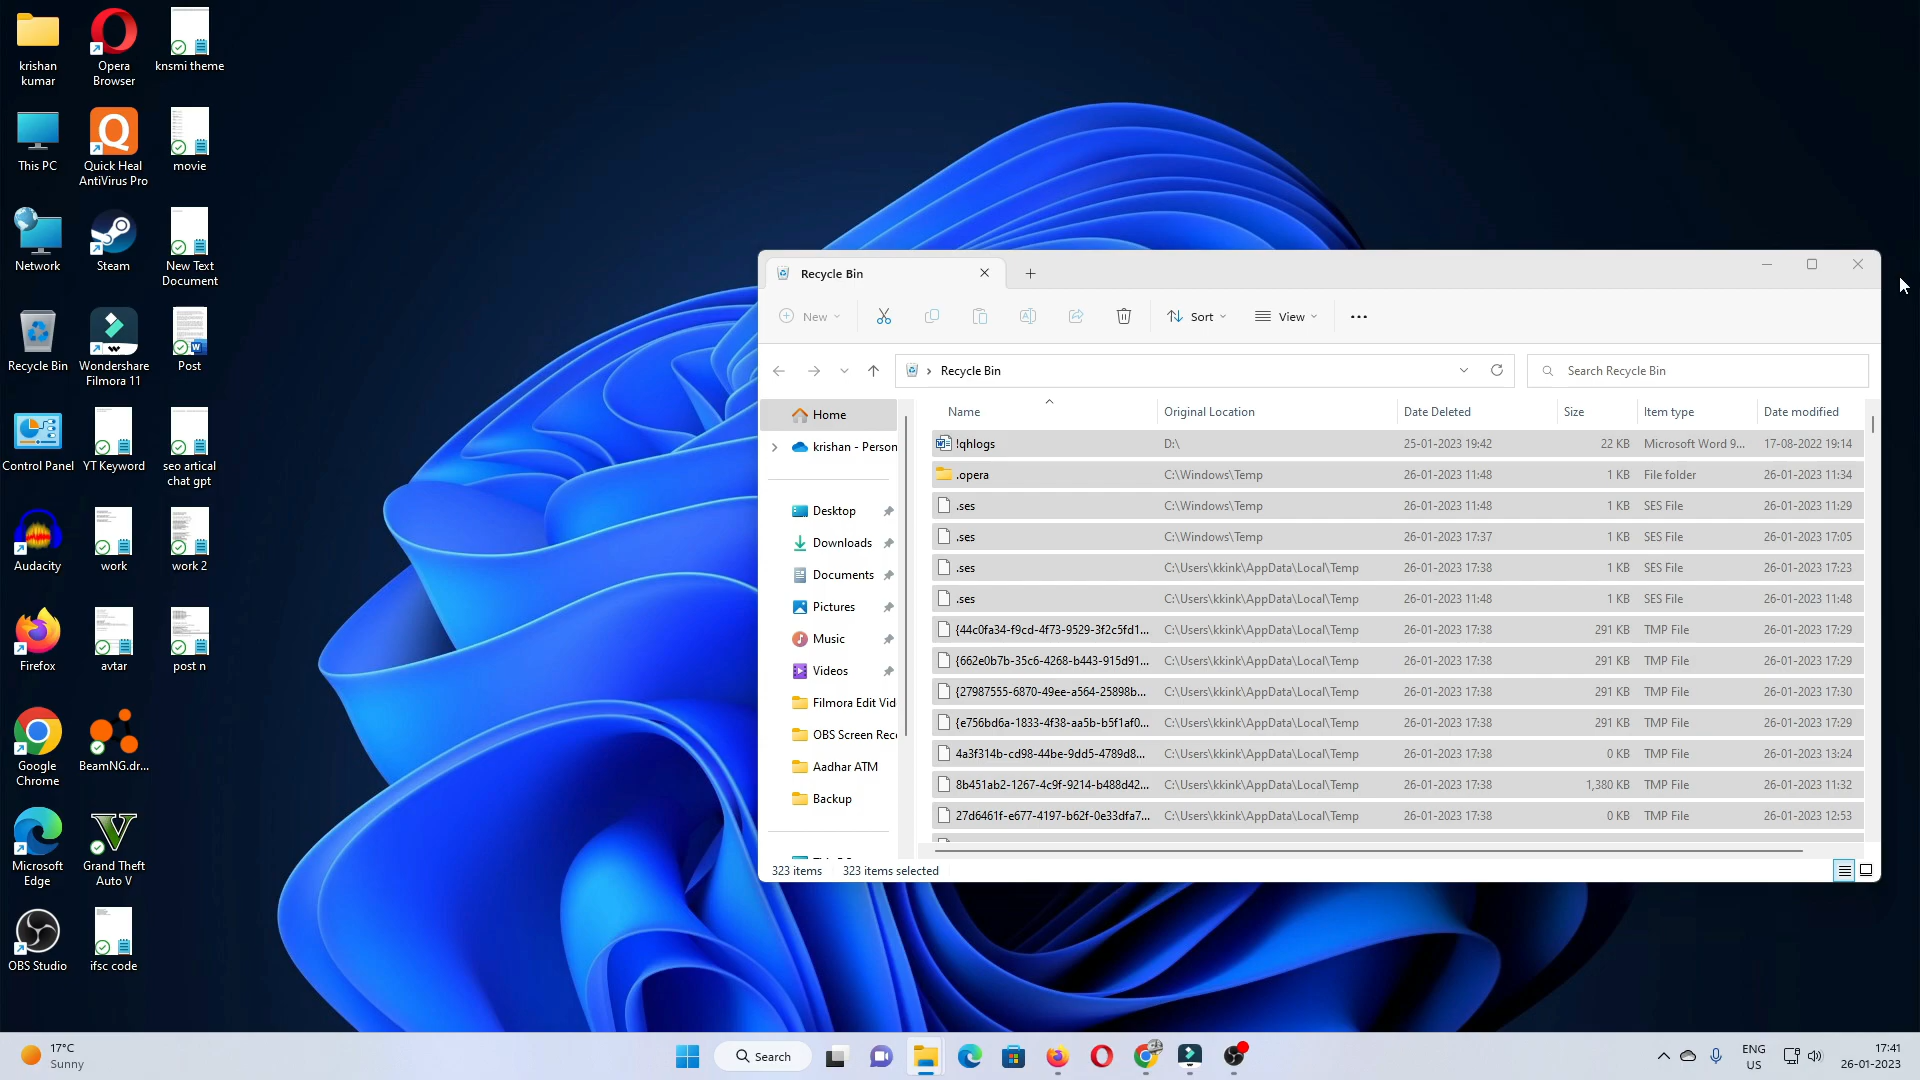 krishan
kumar
Opera
Browser
knsmi theme
This PC
Quick Heal
AntiVirus Pro
movie
Network
Steam
New Text
Document
Recycle Bin
Wondershare
Filmora 11
Post
Control Panel
YT Keyword
seo artical
chat gpt
Audacity
work
work 2
Firefox
avtar
post n
Google
Chrome
BeamNG.dr...
Microsoft
Edge
Grand Theft
Auto V
OBS Studio
ifsc code
Recycle Bin
New
Sort
View
Recycle Bin
Search Recycle Bin
Home
krishan - Person
Desktop
Downloads
Documents
Pictures
Music
Videos
Filmora Edit Vid
OBS Screen Rec
Aadhar ATM
Backup
Name Original Location Date Deleted Size Item type Date modified
!qhlogs D:\ 25-01-2023 19:42 22 KB Microsoft Word 9... 17-08-2022 19:14
.opera C:\Windows\Temp 26-01-2023 11:48 1 KB File folder 26-01-2023 11:34
.ses C:\Windows\Temp 26-01-2023 11:48 1 KB SES File 26-01-2023 11:29
.ses C:\Windows\Temp 26-01-2023 17:37 1 KB SES File 26-01-2023 17:05
.ses C:\Users\kkink\AppData\Local\Temp 26-01-2023 17:38 1 KB SES File 26-01-2023 17:23
.ses C:\Users\kkink\AppData\Local\Temp 26-01-2023 11:48 1 KB SES File 26-01-2023 11:48
{44c0fa34-f9cd-4f73-9529-3f2c5fd1... C:\Users\kkink\AppData\Local\Temp 26-01-2023 17:38 291 KB TMP File 26-01-2023 17:29
{662e0b7b-35c6-4268-b443-915d91... C:\Users\kkink\AppData\Local\Temp 26-01-2023 17:38 291 KB TMP File 26-01-2023 17:29
{27987555-6870-49ee-a564-25898b... C:\Users\kkink\AppData\Local\Temp 26-01-2023 17:38 291 KB TMP File 26-01-2023 17:30
{e756bd6a-1833-4f38-aa5b-b5f1af0... C:\Users\kkink\AppData\Local\Temp 26-01-2023 17:38 291 KB TMP File 26-01-2023 17:29
4a3f314b-cd98-44be-9dd5-4789d8... C:\Users\kkink\AppData\Local\Temp 26-01-2023 17:38 0 KB TMP File 26-01-2023 13:24
8b451ab2-1267-4c9f-9214-b488d42... C:\Users\kkink\AppData\Local\Temp 26-01-2023 17:38 1,380 KB TMP File 26-01-2023 11:32
27d6461f-e677-4197-b62f-0e33dfa7... C:\Users\kkink\AppData\Local\Temp 26-01-2023 17:38 0 KB TMP File 26-01-2023 12:53
323 items 323 items selected
17°C
Sunny
Search
ENG
US
17:41
26-01-2023